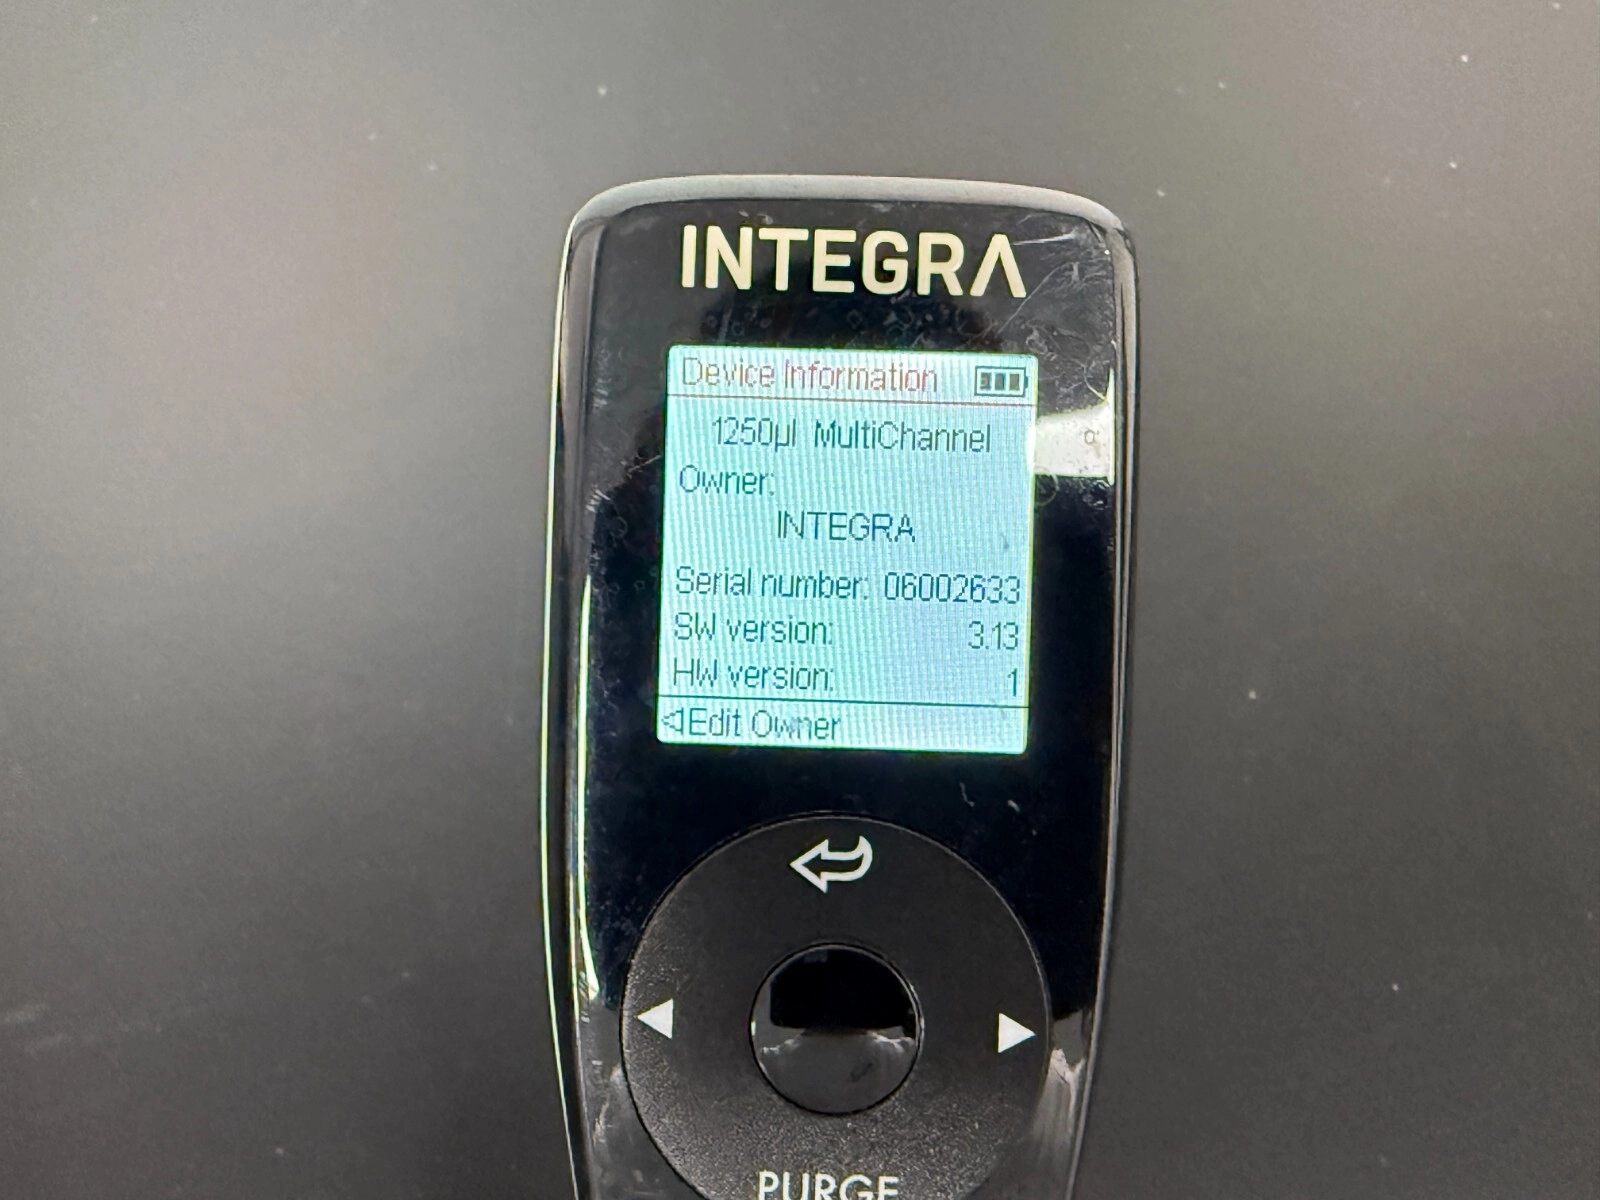 INTEGRA
Device Information
1250µl MultiChannel
Owner:
INTEGRA
Serial number: 06002633
SW version: 3.13
HW version: 1
Edit Owner
PURGE